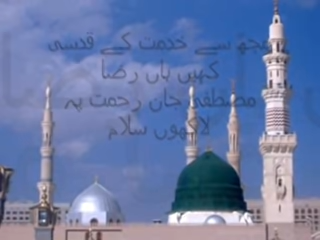 مجھ سے خدمت کے قدسی
کہیں ہاں رضا
مصطفیٰ جان رحمت پہ
لاکھوں سلام